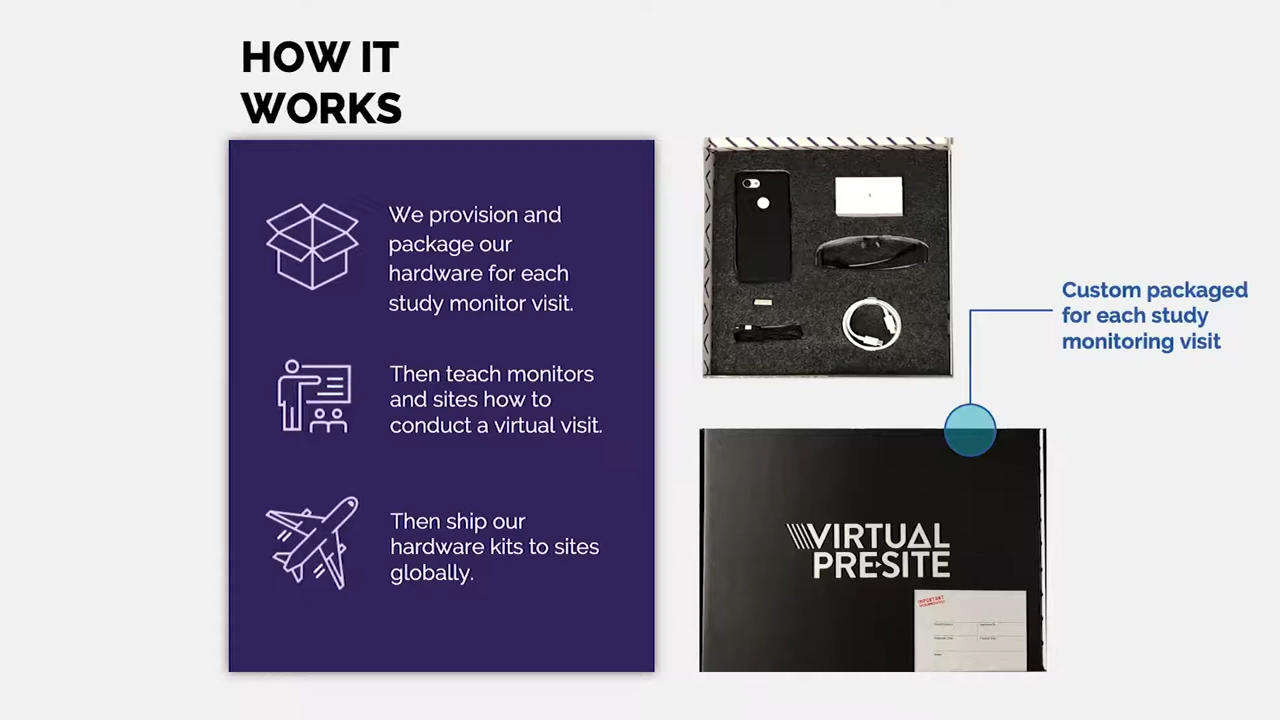 HOW IT
WORKS
We provision and
package our
hardware for each
study monitor visit.
Then teach monitors
and sites how to
conduct a virtual visit.
Then ship our
hardware kits to sites
globally.
Custom packaged
for each study
monitoring visit
VIRTUAL
PRESITE
IMPORTANT